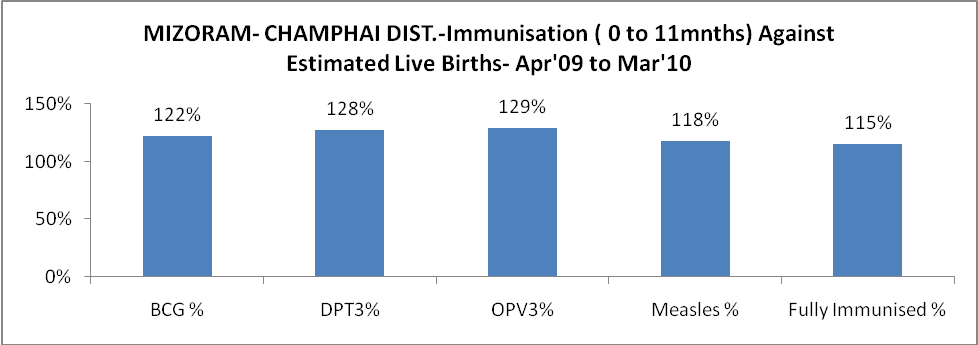 MIZORAM- CHAMPHAI DIST.-Immunisation ( 0 to 11mnths) Against
Estimated Live Births- Apr'09 to Mar'10
150%
100%
50%
0%
122%
128%
129%
118%
115%
BCG %
DPT3%
OPV3%
Measles %
Fully Immunised %